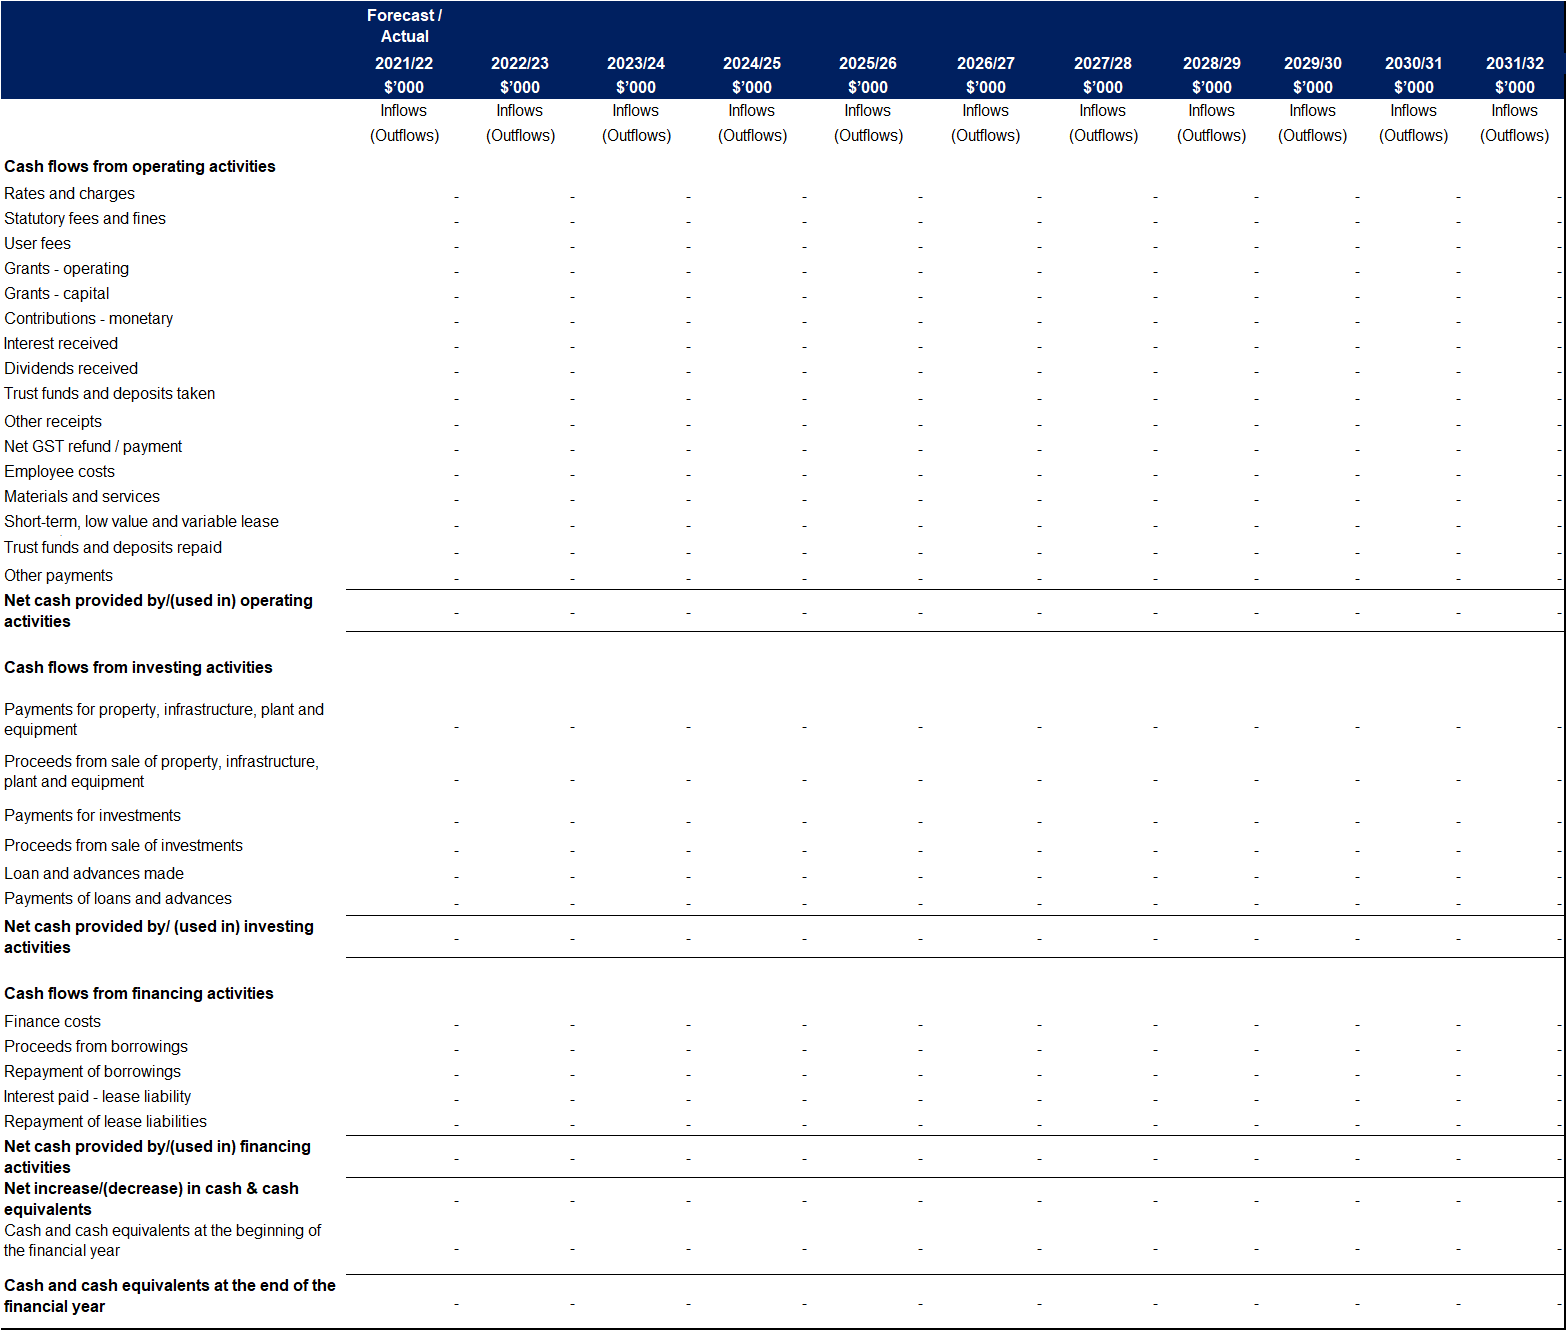 Forecast /
Actual
2021/22 2022/23 2023/24 2024/25 2025/26 2026/27 2027/28 2028/29 2029/30 2030/31 2031/32
$’000 $’000 $’000 $’000 $’000 $’000 $’000 $’000 $’000 $’000 $’000
Inflows Inflows Inflows Inflows Inflows Inflows Inflows Inflows Inflows Inflows Inflows
(Outflows) (Outflows) (Outflows) (Outflows) (Outflows) (Outflows) (Outflows) (Outflows) (Outflows) (Outflows) (Outflows)
Cash flows from operating activities
Rates and charges - - - - - - - - - - -
Statutory fees and fines - - - - - - - - - - -
User fees - - - - - - - - - - -
Grants - operating - - - - - - - - - - -
Grants - capital - - - - - - - - - - -
Contributions - monetary - - - - - - - - - - -
Interest received - - - - - - - - - - -
Dividends received - - - - - - - - - - -
Trust funds and deposits taken - - - - - - - - - - -
Other receipts - - - - - - - - - - -
Net GST refund / payment - - - - - - - - - - -
Employee costs - - - - - - - - - - -
Materials and services - - - - - - - - - - -
Short-term, low value and variable lease - - - - - - - - - - -
Trust funds and deposits repaid - - - - - - - - - - -
Other payments - - - - - - - - - - -
Net cash provided by/(used in) operating
activities - - - - - - - - - - -
Cash flows from investing activities
Payments for property, infrastructure, plant and
equipment - - - - - - - - - - -
Proceeds from sale of property, infrastructure,
plant and equipment - - - - - - - - - - -
Payments for investments - - - - - - - - - - -
Proceeds from sale of investments - - - - - - - - - - -
Loan and advances made - - - - - - - - - - -
Payments of loans and advances - - - - - - - - - - -
Net cash provided by/ (used in) investing
activities - - - - - - - - - - -
Cash flows from financing activities
Finance costs - - - - - - - - - - -
Proceeds from borrowings - - - - - - - - - - -
Repayment of borrowings - - - - - - - - - - -
Interest paid - lease liability - - - - - - - - - - -
Repayment of lease liabilities - - - - - - - - - - -
Net cash provided by/(used in) financing
activities - - - - - - - - - - -
Net increase/(decrease) in cash & cash
equivalents - - - - - - - - - - -
Cash and cash equivalents at the beginning of
the financial year - - - - - - - - - - -
Cash and cash equivalents at the end of the
financial year - - - - - - - - - - -